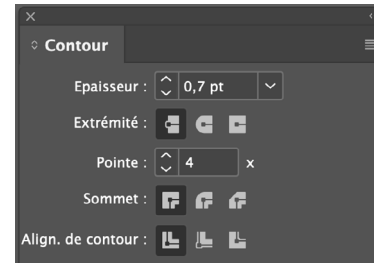 Contour
Epaisseur : 0,7 pt
Extrémité :
Pointe : 4 x
Sommet :
Align. de contour :